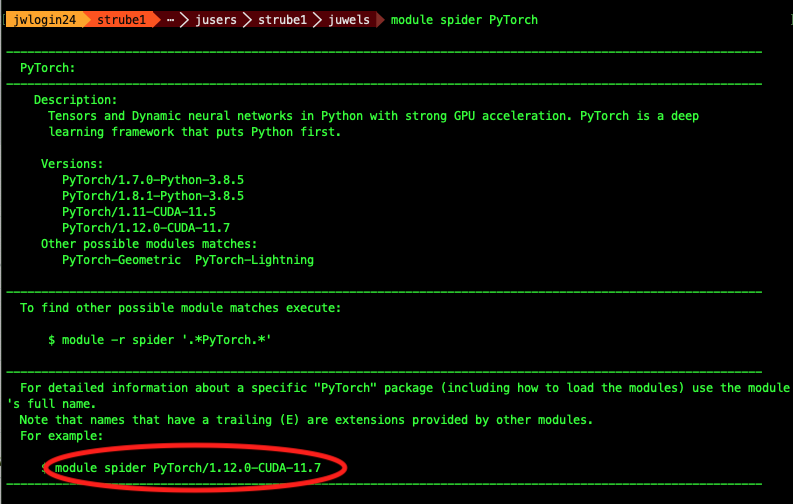 jwlogin24 strube1 ⋯ jusers strube1 juwels module spider PyTorch
PyTorch:
Description:
Tensors and Dynamic neural networks in Python with strong GPU acceleration. PyTorch is a deep
learning framework that puts Python first.
Versions:
PyTorch/1.7.0-Python-3.8.5
PyTorch/1.8.1-Python-3.8.5
PyTorch/1.11-CUDA-11.5
PyTorch/1.12.0-CUDA-11.7
Other possible modules matches:
PyTorch-Geometric  PyTorch-Lightning
To find other possible module matches execute:
$ module -r spider '.*PyTorch.*'
For detailed information about a specific "PyTorch" package (including how to load the modules) use the module
's full name.
Note that names that have a trailing (E) are extensions provided by other modules.
For example:
$ module spider PyTorch/1.12.0-CUDA-11.7